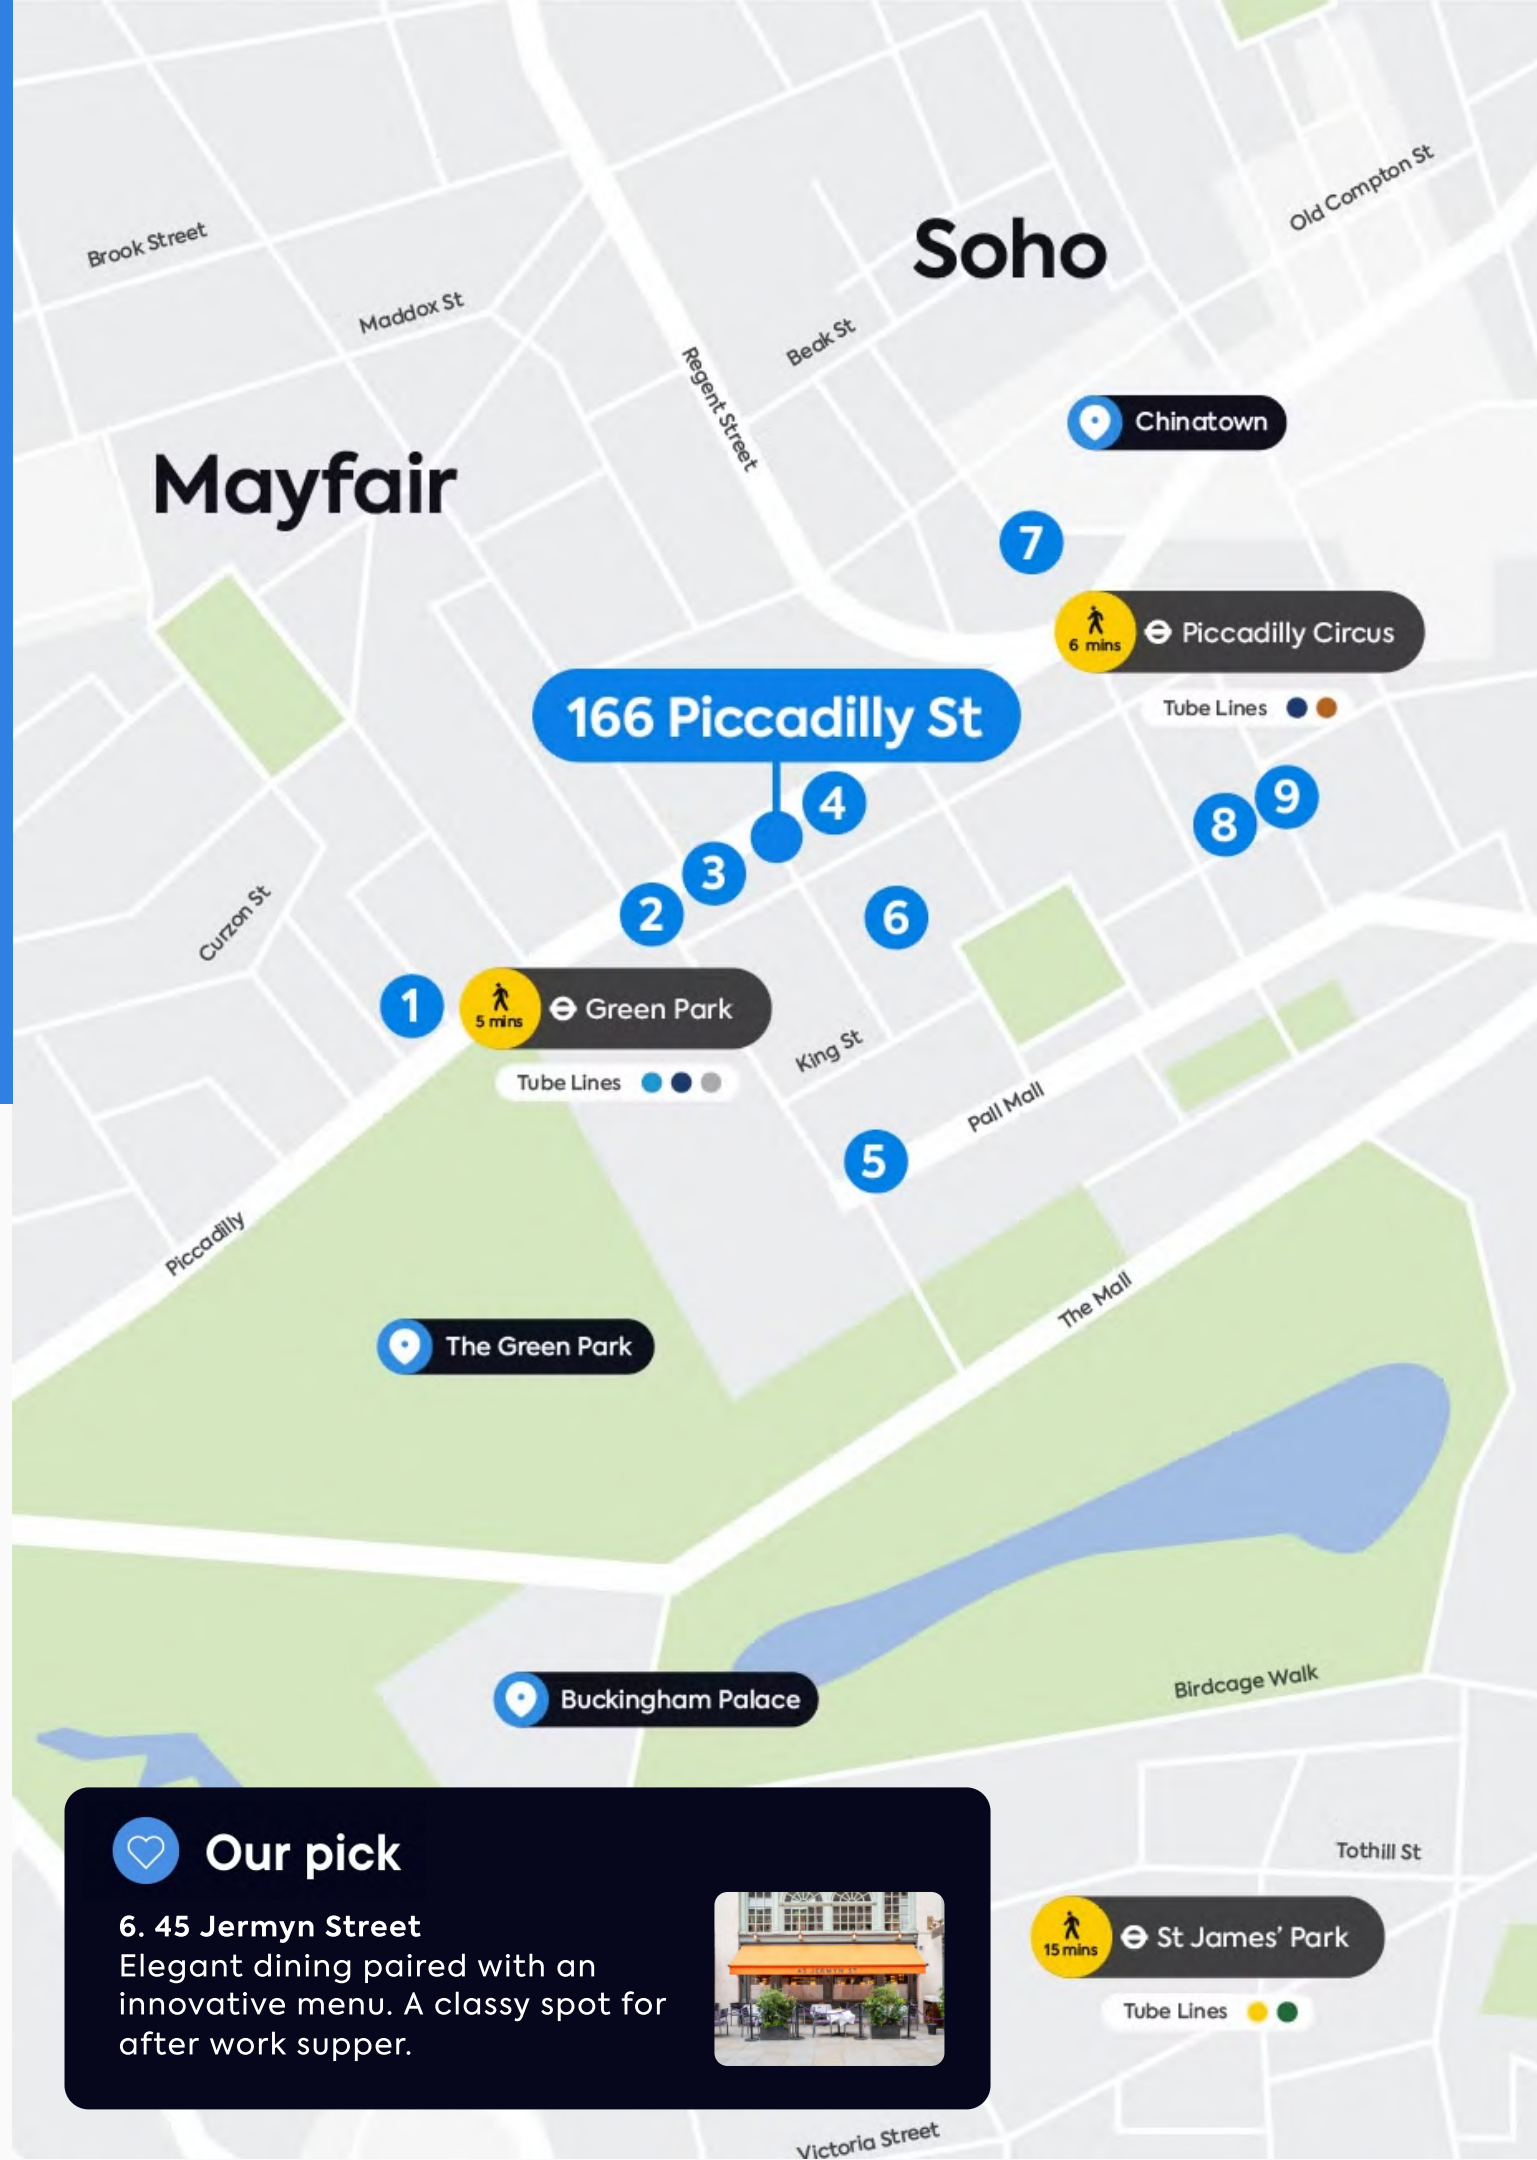 Old Compton St
Soho
Brook Street
Maddox St
Beak St
Regent Street
Chinatown
Mayfair
7
6 mins
Piccadilly Circus
Tube Lines
166 Piccadilly St
4
9
8
3
2
6
Curzon St
1
5 mins
Green Park
Tube Lines
King St
Pall Mall
5
Piccadilly
The Mall
The Green Park
Birdcage Walk
Buckingham Palace
Our pick
6. 45 Jermyn Street
Elegant dining paired with an
innovative menu. A classy spot for
after work supper.
45 JERMYN ST
Tothill St
15 mins
St James’ Park
Tube Lines
Victoria Street